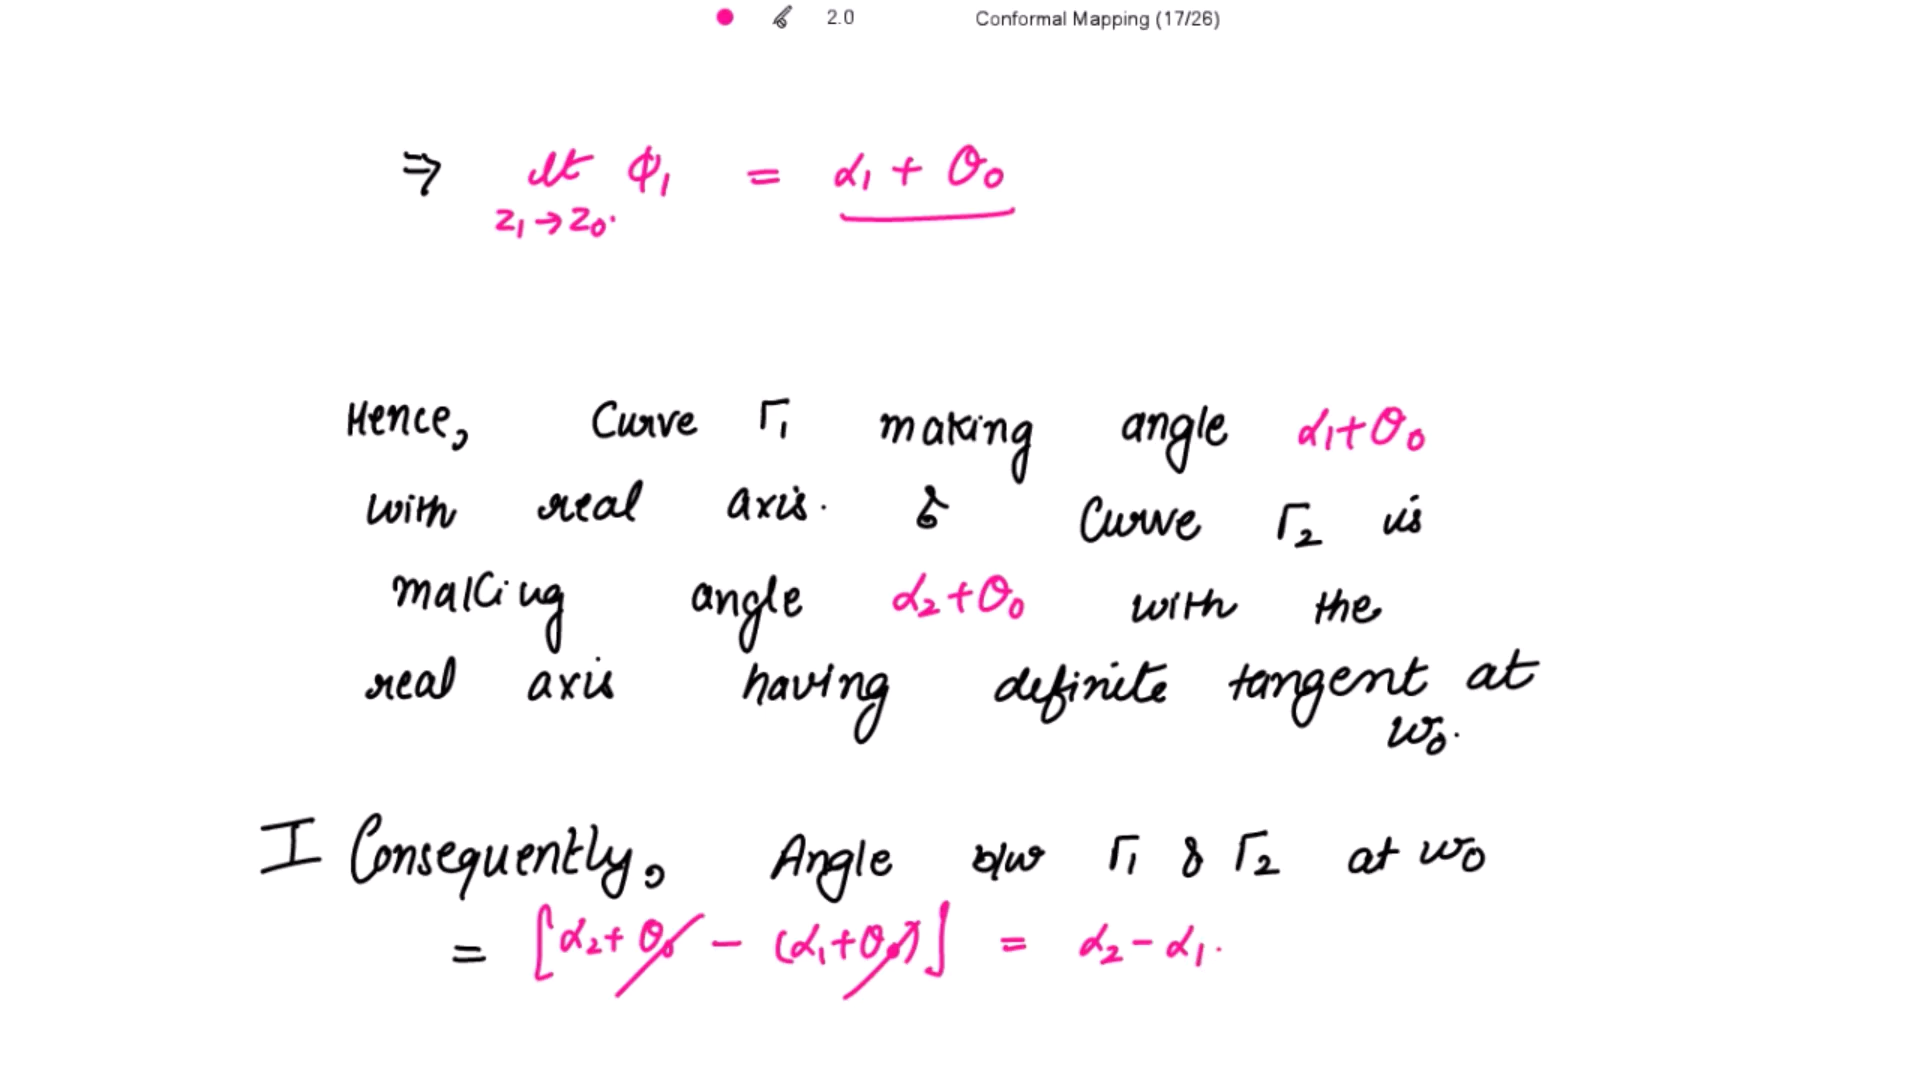 2.0 Conformal Mapping (17/26)
⇒ lt ϕ₁ = α₁ + θ₀
z₁→z₀.
Hence, Curve Γ₁ making angle α₁+θ₀
with real axis. & Curve Γ₂ is
making angle α₂+θ₀ with the
real axis having definite tangent at
w₀.
I Consequently, Angle b/w Γ₁ & Γ₂ at w₀
= [α₂+θ₀ - (α₁+θ₀)] = α₂-α₁.